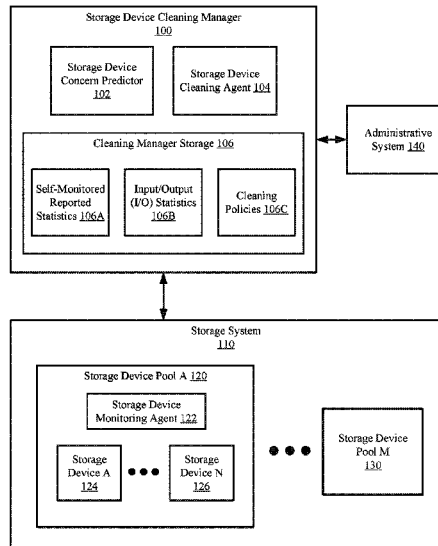 Storage Device Cleaning Manager
100
Storage Device
Concern Predictor
102
Storage Device
Cleaning Agent 104
Cleaning Manager Storage 106
Self-Monitored
Reported
Statistics 106A
Input/Output
(I/O) Statistics
106B
Cleaning
Policies 106C
Administrative
System 140
Storage System
110
Storage Device Pool A 120
Storage Device
Monitoring Agent 122
Storage
Device A
124
Storage
Device N
126
Storage Device
Pool M
130